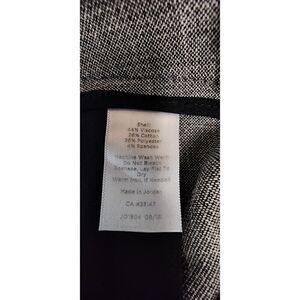 Shell:
44% Viscose
26% Cotton
26% Polyester
4% Spandex
Machine Wash Warm
Do Not Bleach
Reshape, Lay Flat To
Dry
Warm Iron, If Needed
Made in Jordan
CA